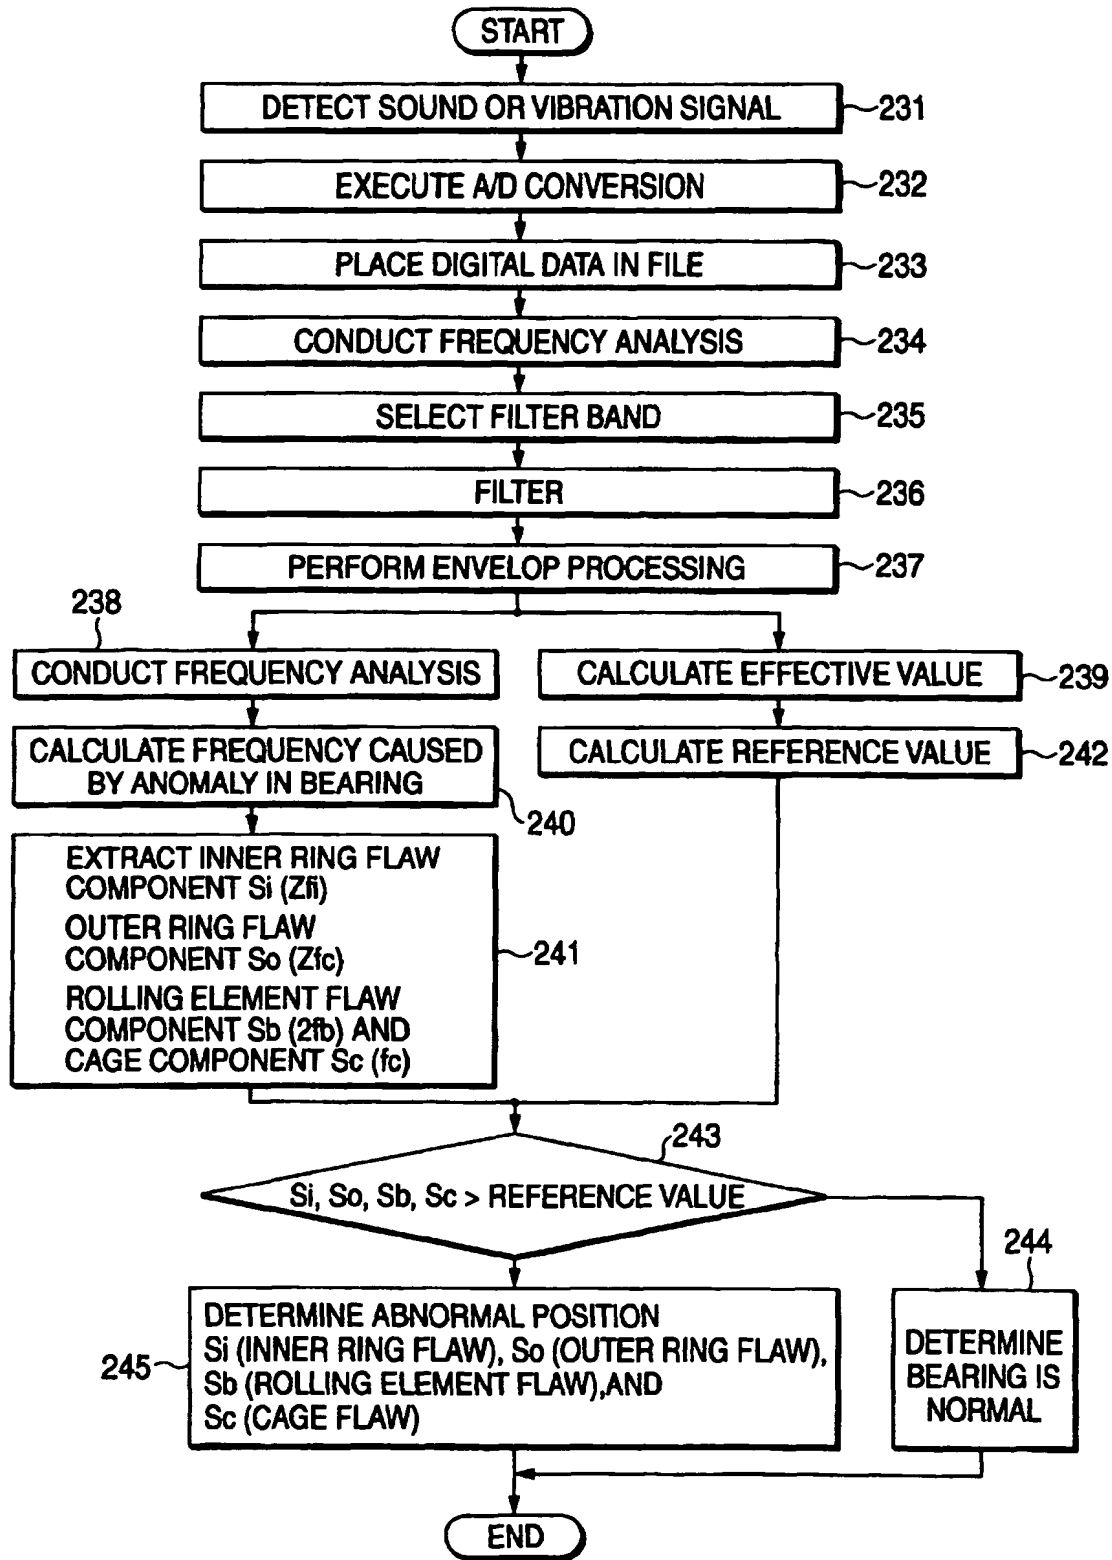 START
DETECT SOUND OR VIBRATION SIGNAL
231
EXECUTE A/D CONVERSION
232
PLACE DIGITAL DATA IN FILE
233
CONDUCT FREQUENCY ANALYSIS
234
SELECT FILTER BAND
235
FILTER
236
PERFORM ENVELOP PROCESSING
237
238
CONDUCT FREQUENCY ANALYSIS
CALCULATE EFFECTIVE VALUE
239
CALCULATE FREQUENCY CAUSED
BY ANOMALY IN BEARING
240
CALCULATE REFERENCE VALUE
242
EXTRACT INNER RING FLAW
COMPONENT Si (Zfi)
OUTER RING FLAW
COMPONENT So (Zfc)
ROLLING ELEMENT FLAW
COMPONENT Sb (2fb) AND
CAGE COMPONENT Sc (fc)
241
243
Si, So, Sb, Sc > REFERENCE VALUE
244
DETERMINE
BEARING IS
NORMAL
DETERMINE ABNORMAL POSITION
Si (INNER RING FLAW), So (OUTER RING FLAW),
Sb (ROLLING ELEMENT FLAW),AND
Sc (CAGE FLAW)
245
END